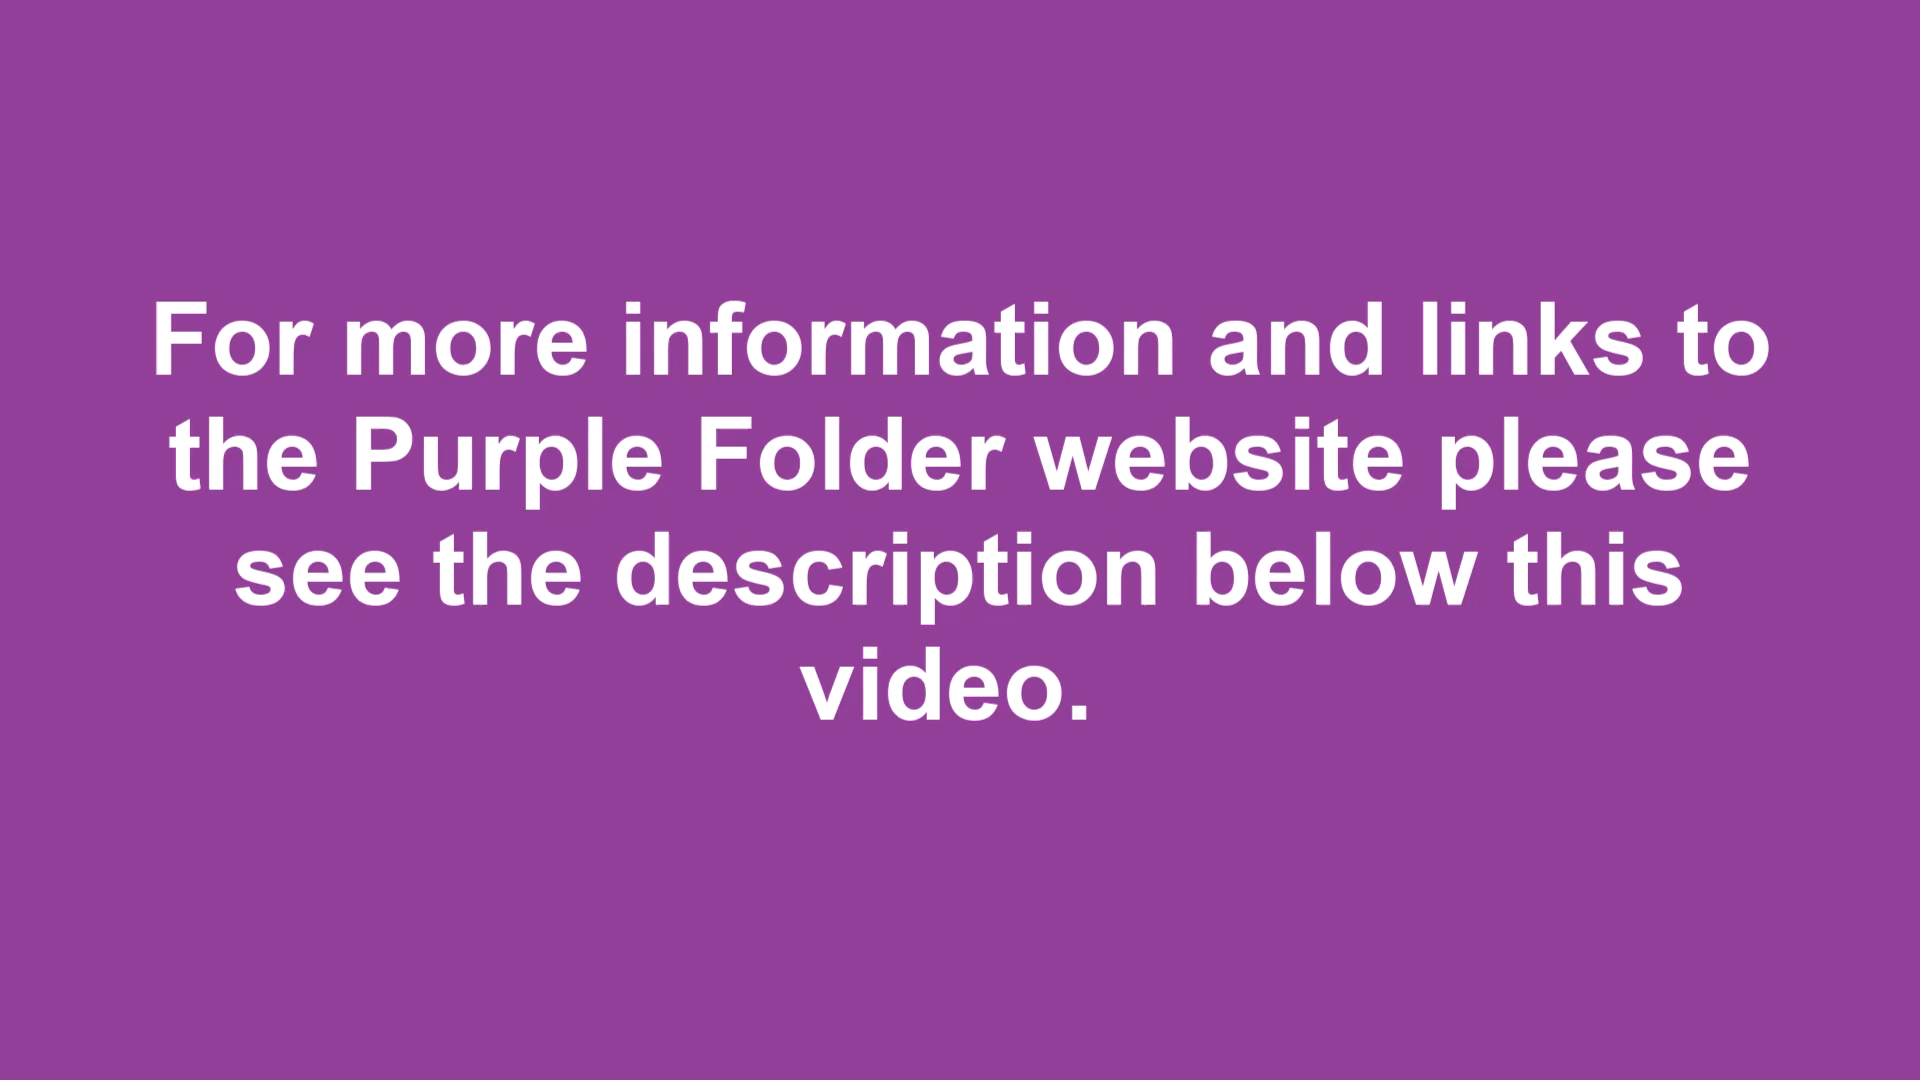 For more information and links to
the Purple Folder website please
see the description below this
video.